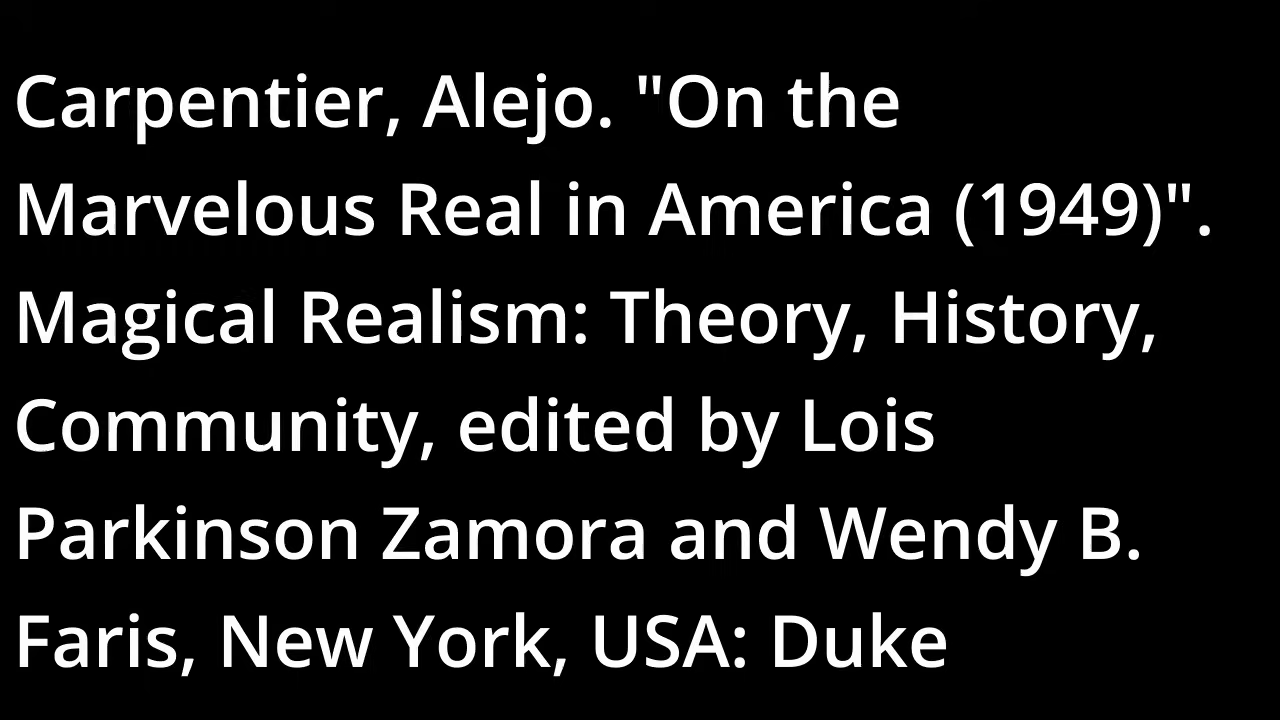 Carpentier, Alejo. "On the
Marvelous Real in America (1949)".
Magical Realism: Theory, History,
Community, edited by Lois
Parkinson Zamora and Wendy B.
Faris, New York, USA: Duke